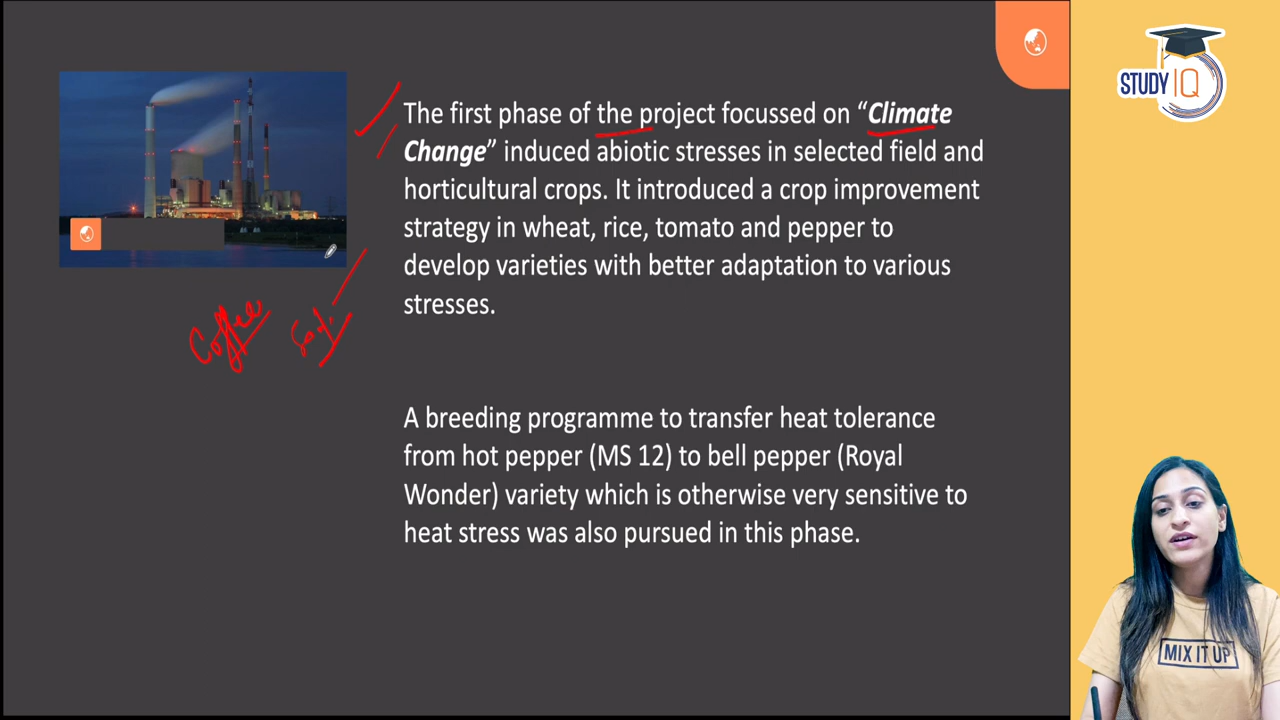 STUDY IQ
The first phase of the project focussed on “Climate
Change” induced abiotic stresses in selected field and
horticultural crops. It introduced a crop improvement
strategy in wheat, rice, tomato and pepper to
develop varieties with better adaptation to various
stresses.
Coffee
A breeding programme to transfer heat tolerance
from hot pepper (MS 12) to bell pepper (Royal
Wonder) variety which is otherwise very sensitive to
heat stress was also pursued in this phase.
MIX IT UP